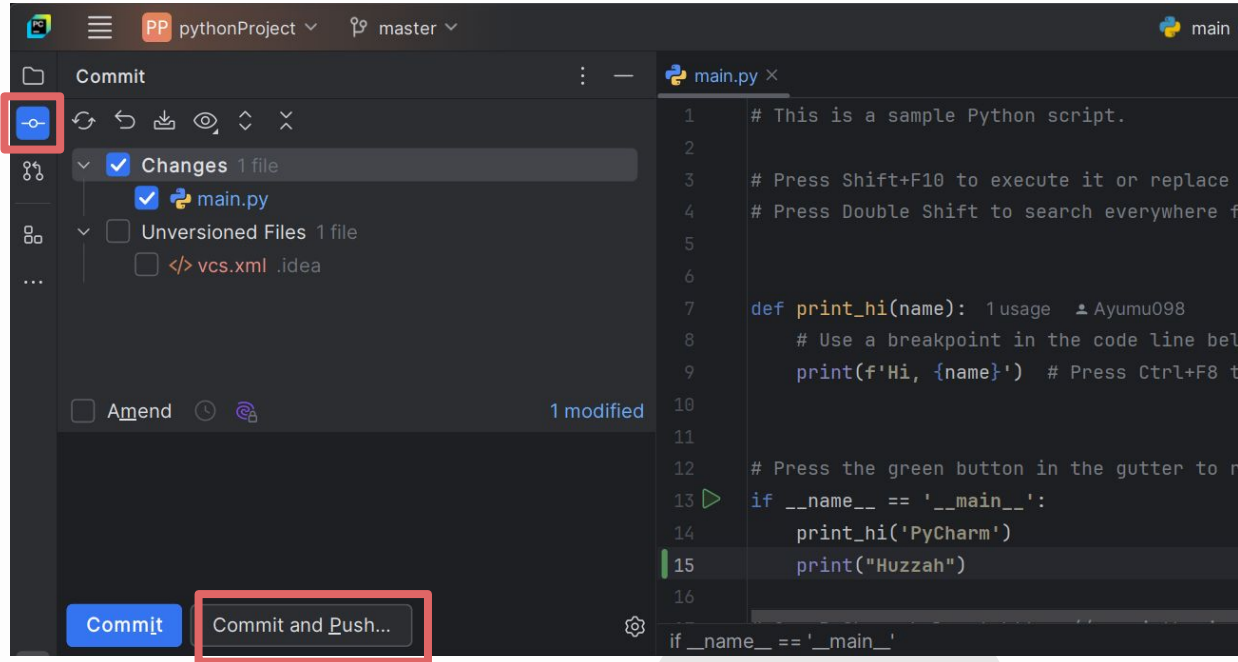 PC
PP pythonProject master main
Commit
Changes 1 file
main.py
Unversioned Files 1 file
</> vcs.xml .idea
Amend 1 modified
Commit Commit and Push...
main.py
1 # This is a sample Python script.
2
3 # Press Shift+F10 to execute it or replace
4 # Press Double Shift to search everywhere f
5
6
7 def print_hi(name): 1 usage Ayumu098
8 # Use a breakpoint in the code line bel
9 print(f'Hi, {name}') # Press Ctrl+F8 t
10
11
12 # Press the green button in the gutter to r
13 if __name__ == '__main__':
14 print_hi('PyCharm')
15 print("Huzzah")
16
if __name__ == '__main__'